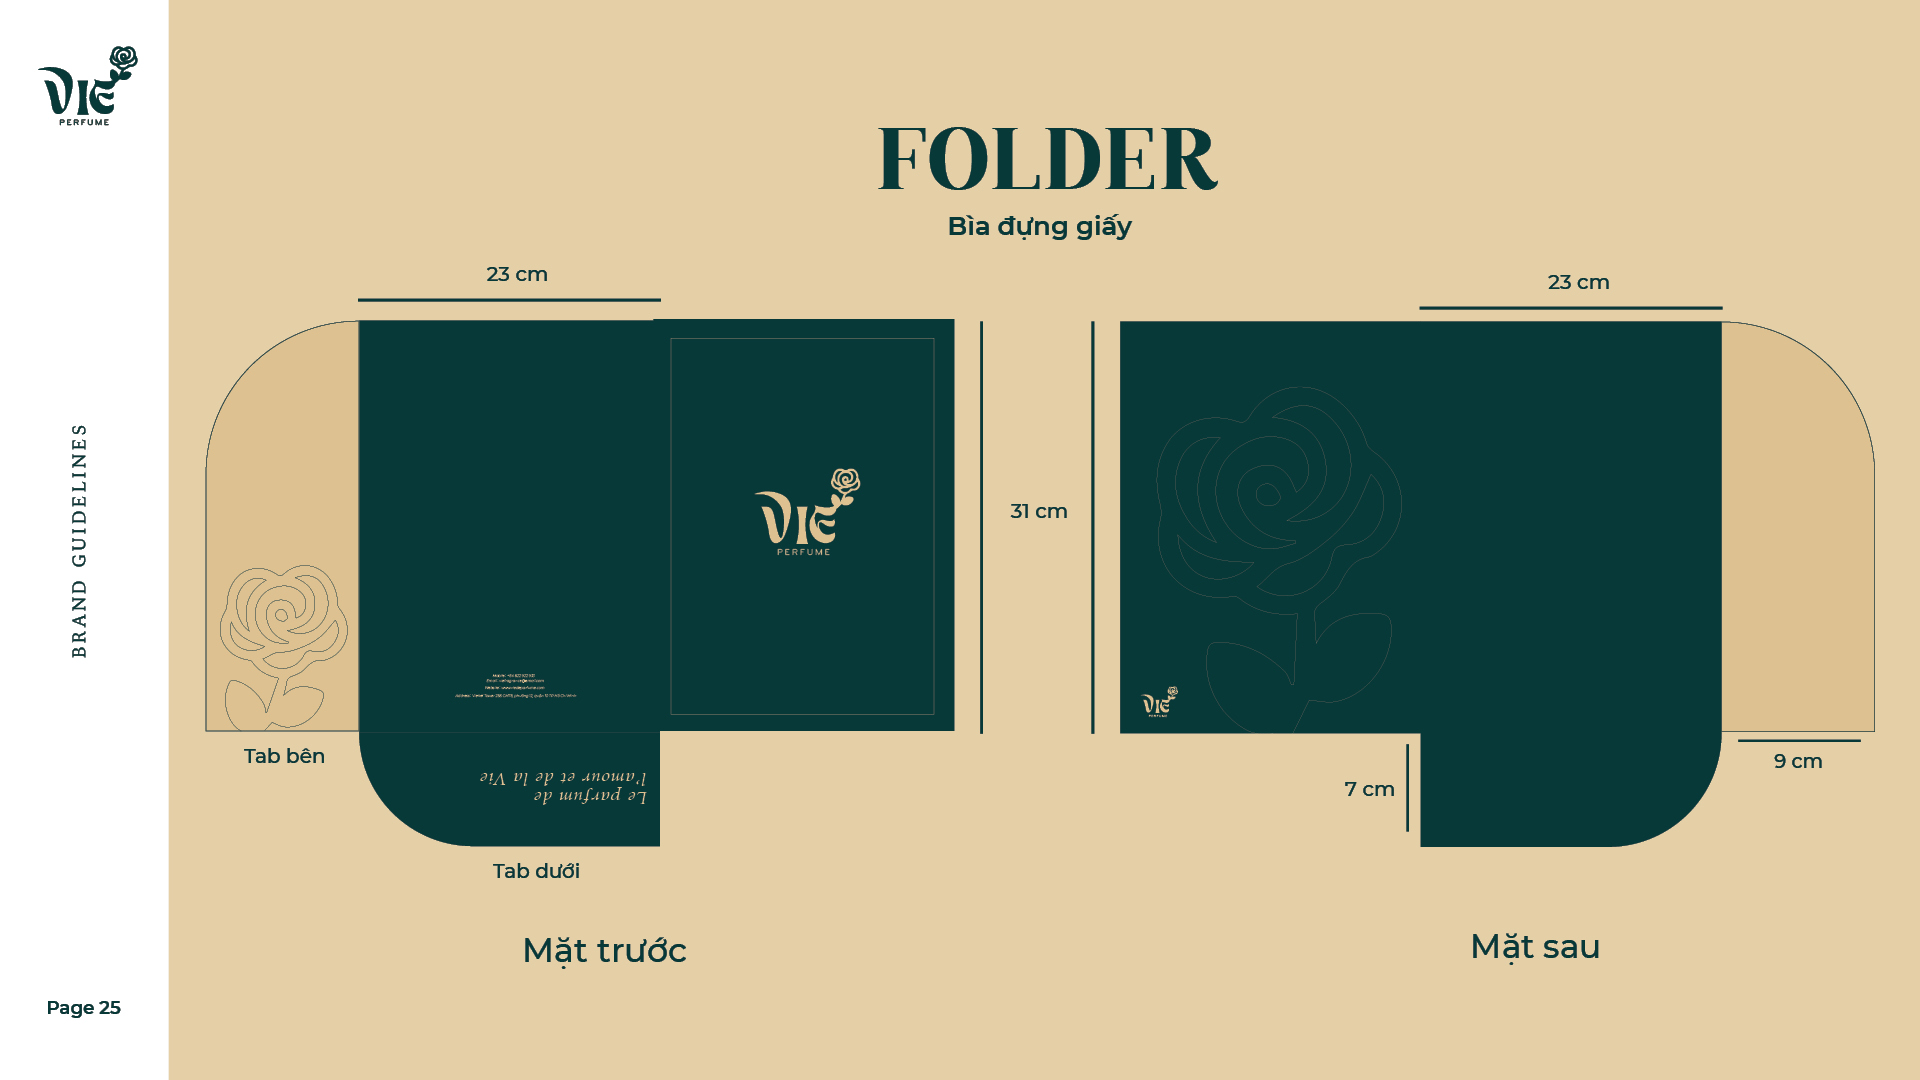 VIE
PERFUME
BRAND GUIDELINES
Page 25
FOLDER
Bìa đựng giấy
23 cm
23 cm
31 cm
VIE
PERFUME
VIE
PERFUME
Tab bên
9 cm
7 cm
Le parfum de
l'amour et de la Vie
Tab dưới
Mặt trước
Mặt sau